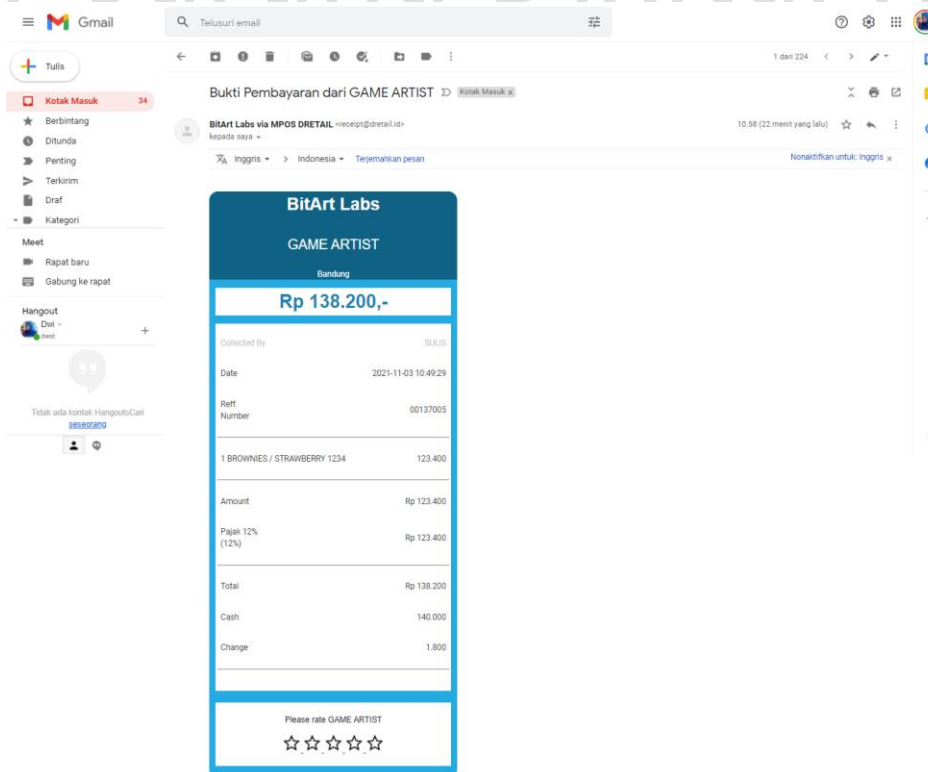 Gmail
Telusuri email
Tulis
1 dari 224
Kotak Masuk 34
Berbintang
Ditunda
Penting
Terkirim
Draf
Kategori
Meet
Rapat baru
Gabung ke rapat
Hangout
Dwi -
dwst
Tidak ada kontak HangoutsCari
seseorang
Bukti Pembayaran dari GAME ARTIST Kotak Masuk x
BitArt Labs via MPOS DRETAIL <receipt@dretail.id>
10.58 (22 menit yang lalu)
kepada saya
Inggris > Indonesia Terjemahkan pesan
Nonaktifkan untuk: Inggris x
BitArt Labs
GAME ARTIST
Bandung
Rp 138.200,-
Collected By SULIS
Date 2021-11-03 10:49:29
Reff. Number 00137005
1 BROWNIES / STRAWBERRY 1234 123.400
Amount Rp 123.400
Pajak 12%
(12%) Rp 123.400
Total Rp 138.200
Cash 140.000
Change 1.800
Please rate GAME ARTIST